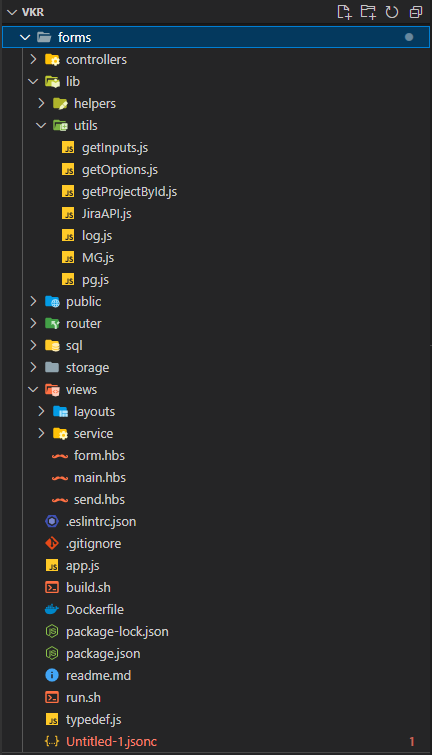 VKR
forms
controllers
lib
helpers
utils
getInputs.js
getOptions.js
getProjectById.js
JiraAPI.js
log.js
MG.js
pg.js
public
router
sql
storage
views
layouts
service
form.hbs
main.hbs
send.hbs
.eslintrc.json
.gitignore
app.js
build.sh
Dockerfile
package-lock.json
package.json
readme.md
run.sh
typedef.js
Untitled-1.jsonc 1